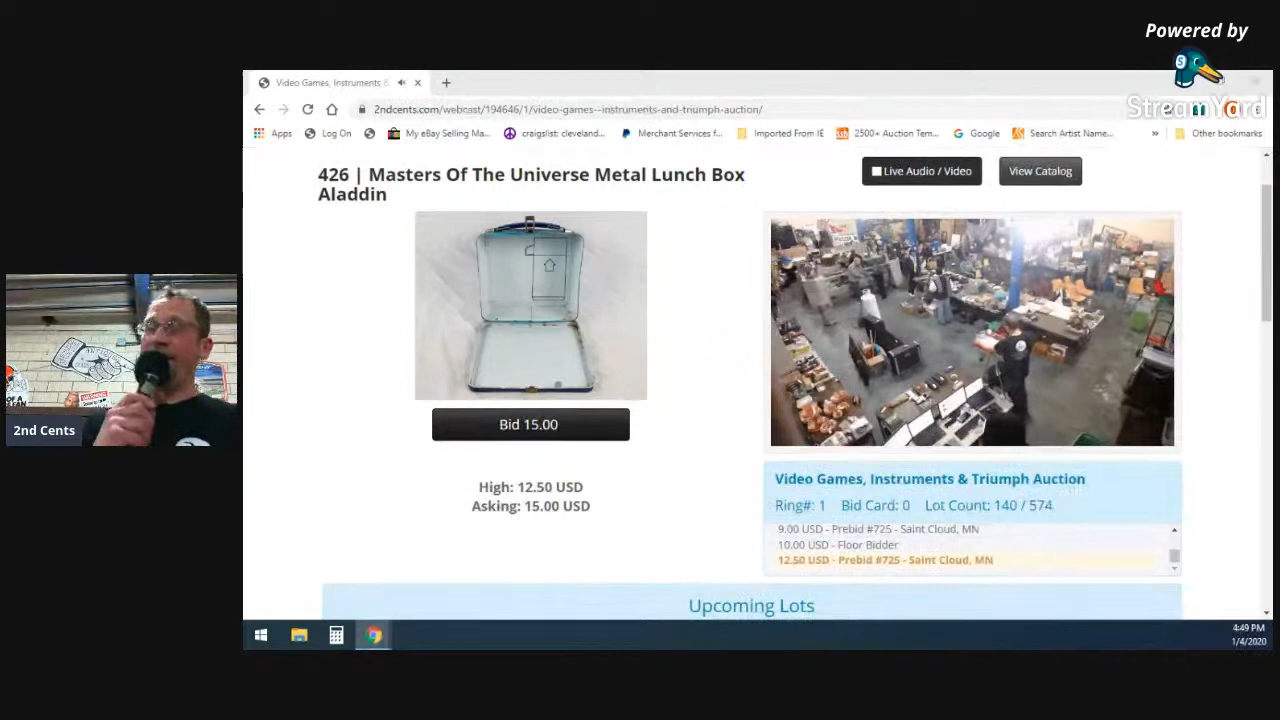 Powered by
StreamYard
Video Games, Instruments
2ndcents.com/webcast/194646/1/video-games--instruments-and-triumph-auction/
Apps
Log On
My eBay Selling Ma...
craigslist: cleveland...
Merchant Services f...
Imported From IE
2500+ Auction Tem...
Google
Search Artist Name...
»
Other bookmarks
426 | Masters Of The Universe Metal Lunch Box
Aladdin
Live Audio / Video
View Catalog
Bid 15.00
High: 12.50 USD
Asking: 15.00 USD
Video Games, Instruments & Triumph Auction
Ring#: 1 Bid Card: 0 Lot Count: 140 / 574
9.00 USD - Prebid #725 - Saint Cloud, MN
10.00 USD - Floor Bidder
12.50 USD - Prebid #725 - Saint Cloud, MN
Upcoming Lots
2nd Cents
4:49 PM
1/4/2020